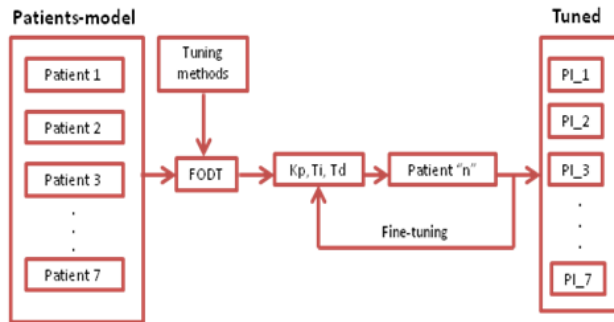 Patients-model
Tuned
Tuning
methods
Patient 1
Patient 2
Patient 3
.
.
.
Patient 7
FODT
Kp, Ti, Td
Patient "n"
Fine-tuning
PI_1
PI_2
PI_3
.
.
.
PI_7